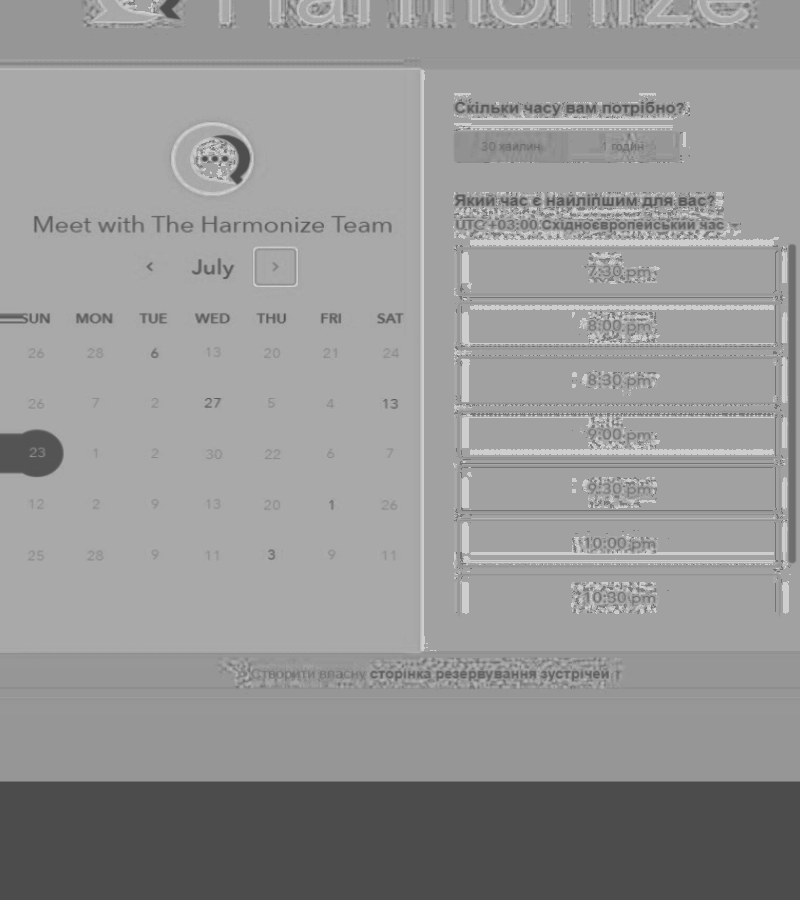 Harmonize
Meet with The Harmonize Team
‹ July ›
SUN MON TUE WED THU FRI SAT
26 28 6 13 20 21 24
26 7 2 27 5 4 13
23 1 2 30 22 6 7
12 2 9 13 20 1 26
25 28 9 11 3 9 11
Скільки часу вам потрібно?
30 хвилин 1 годин
Який час є найліпшим для вас?
UTC +03:00 Східноєвропейський час
7:30 pm
8:00 pm
8:30 pm
9:00 pm
9:30 pm
10:00 pm
10:30 pm
Створити власну сторінка резервування зустрічей